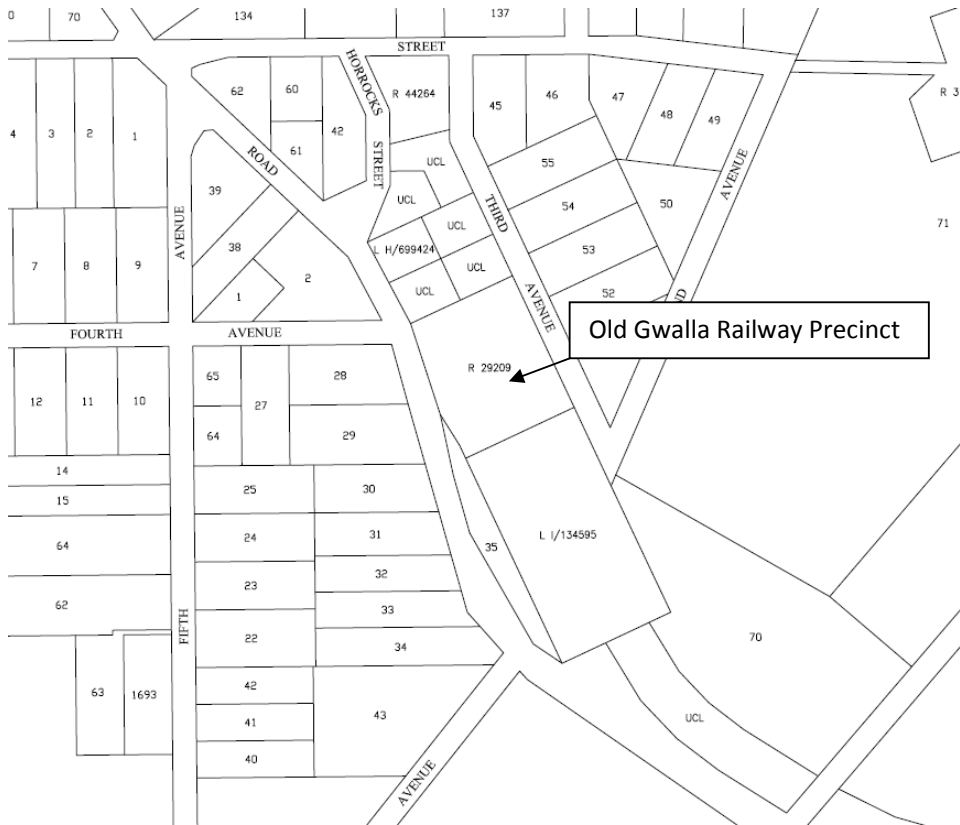 0
70
134
137
STREET
HORROCKS
STREET
62
60
R 44264
45
46
47
48
49
R 3
4
3
2
1
42
61
ROAD
UCL
55
AVENUE
39
UCL
THIRD
54
50
71
AVENUE
38
UCL
L H/699424
53
7
8
9
2
UCL
1
UCL
AVENUE
52
ND
FOURTH
AVENUE
Old Gwalla Railway Precinct
65
28
R 29209
12
11
10
27
64
29
14
25
30
15
24
31
L I/134595
64
35
32
23
62
33
FIFTH
22
34
70
63
1693
42
43
UCL
41
40
AVENUE